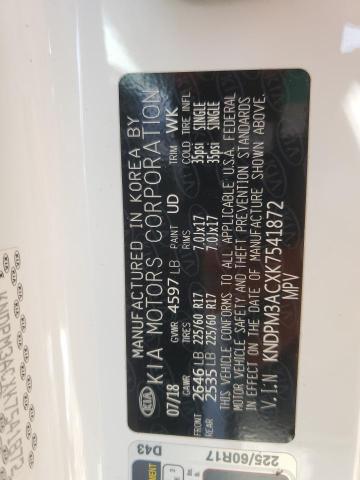 MANUFACTURED IN KOREA BY
KIA KIA MOTORS CORPORATION
07/18 GVWR 4597 LB PAINT UD TRIM WK
GAWR TIRES COLD TIRE INFL.
FRONT 2646 LB 225/60 R17 7.0Jx17 35psi SINGLE
REAR 2535 LB 225/60 R17 7.0Jx17 35psi SINGLE
THIS VEHICLE CONFORMS TO ALL APPLICABLE U.S.A. FEDERAL
MOTOR VEHICLE SAFETY AND THEFT PREVENTION STANDARDS
IN EFFECT ON THE DATE OF MANUFACTURE SHOWN ABOVE.
V.I.N KNDPM3ACXK7541872
MPV
KNDPM3ACXK7541872
D43
225/60R17